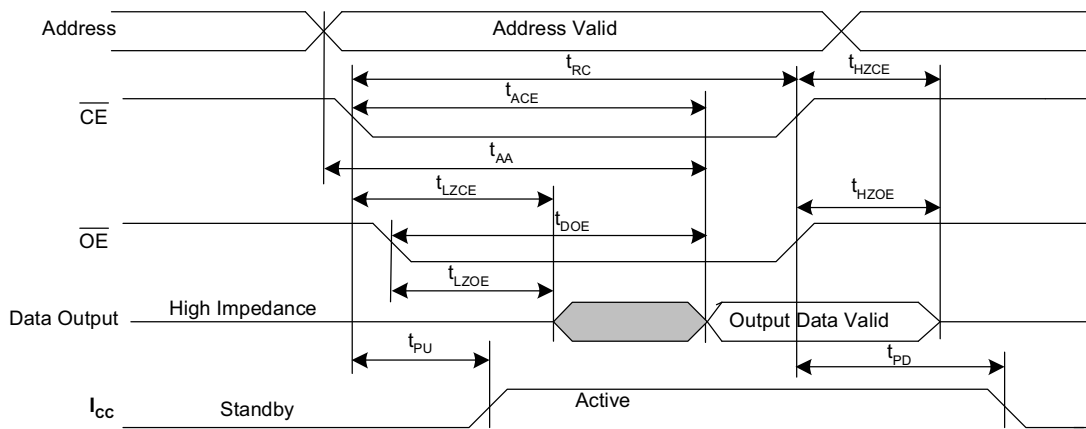 Address
Address Valid
tRC
tHZCE
tACE
CE
tAA
tLZCE
tHZOE
tDOE
OE
tLZOE
High Impedance
Data Output
Output Data Valid
tPU
tPD
ICC
Standby
Active